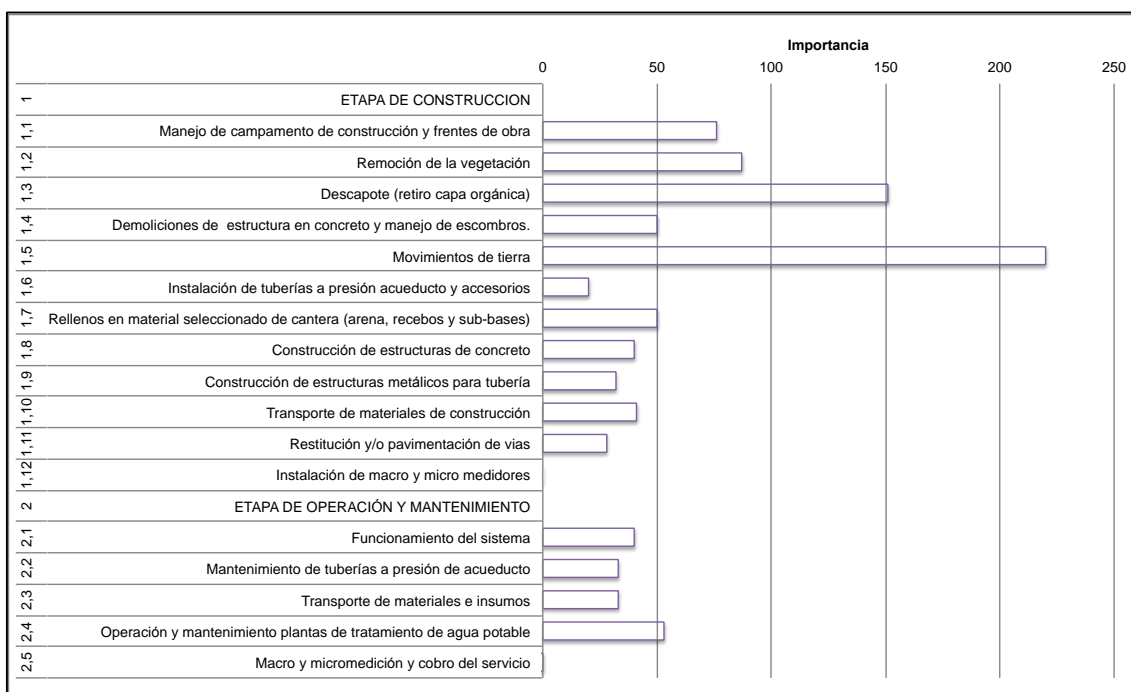 Importancia
0 50 100 150 200 250
1 ETAPA DE CONSTRUCCION
1,1 Manejo de campamento de construcción y frentes de obra
1,2 Remoción de la vegetación
1,3 Descapote (retiro capa orgánica)
1,4 Demoliciones de  estructura en concreto y manejo de escombros.
1,5 Movimientos de tierra
1,6 Instalación de tuberías a presión acueducto y accesorios
1,7 Rellenos en material seleccionado de cantera (arena, recebos y sub-bases)
1,8 Construcción de estructuras de concreto
1,9 Construcción de estructuras metálicos para tubería
1,10 Transporte de materiales de construcción
1,11 Restitución y/o pavimentación de vias
1,12 Instalación de macro y micro medidores
2 ETAPA DE OPERACIÓN Y MANTENIMIENTO
2,1 Funcionamiento del sistema
2,2 Mantenimiento de tuberías a presión de acueducto
2,3 Transporte de materiales e insumos
2,4 Operación y mantenimiento plantas de tratamiento de agua potable
2,5 Macro y micromedición y cobro del servicio